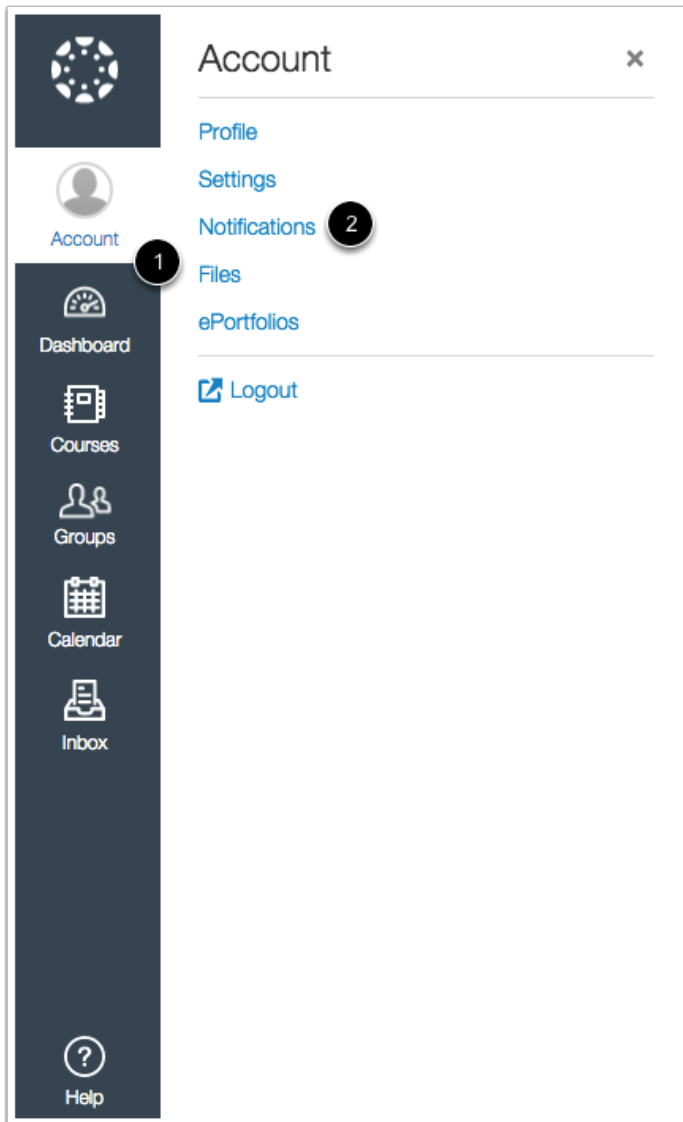 Account
Profile
Settings
Notifications 2
Files
ePortfolios
Logout
Account
1
Dashboard
Courses
Groups
Calendar
Inbox
?
Help